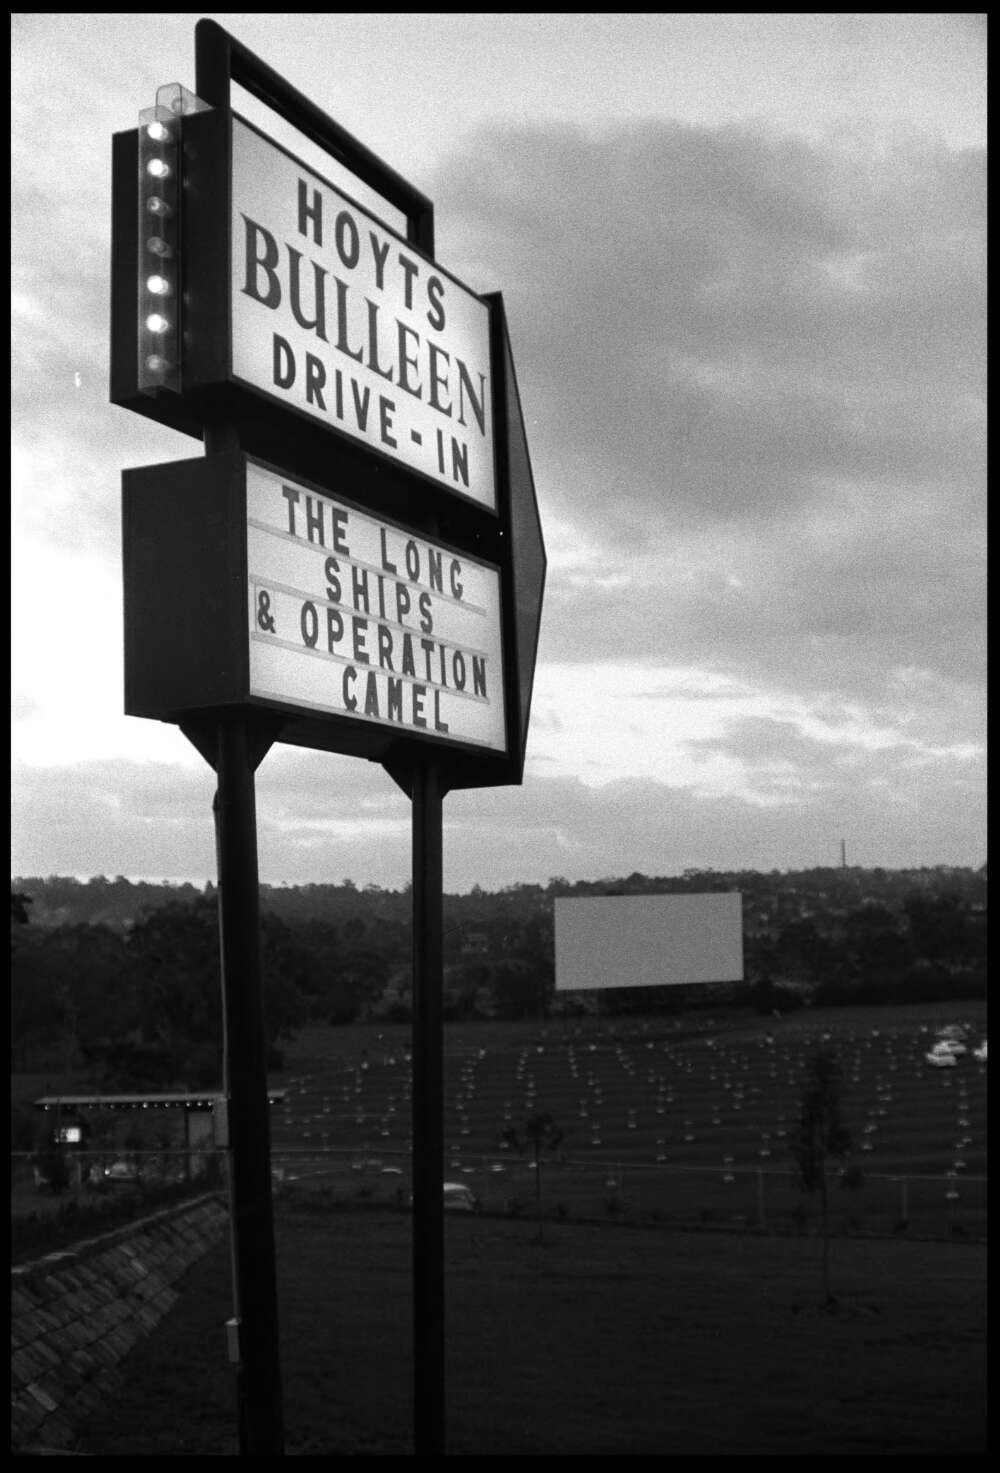 HOYTS
BULLEEN
DRIVE-IN
THE LONG
SHIPS
& OPERATION
CAMEL